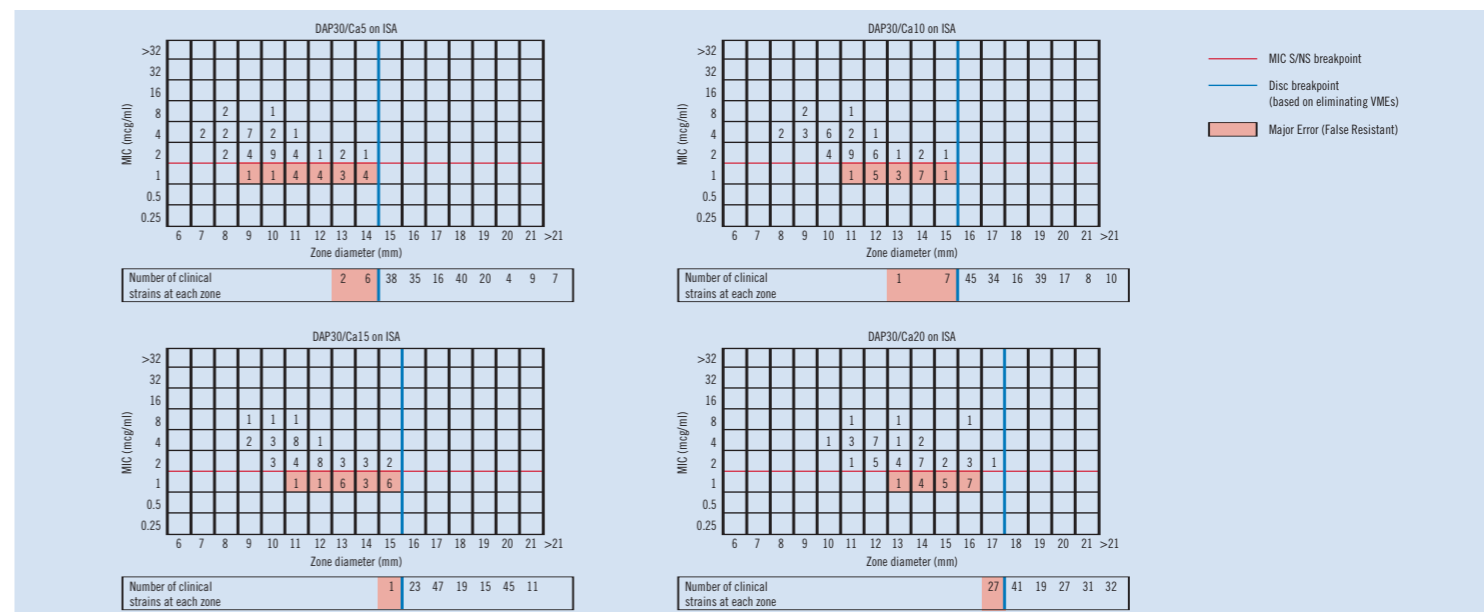 DAP30/Ca5 on ISA
MIC (mcg/ml)
>32
32
16
8 2 1
4 2 2 7 2 1
2 2 4 9 4 1 2 1
1 1 1 4 4 3 4
0.5
0.25
6 7 8 9 10 11 12 13 14 15 16 17 18 19 20 21 >21
Zone diameter (mm)
Number of clinical 2 6 38 35 16 40 20 4 9 7
strains at each zone
DAP30/Ca10 on ISA
MIC (mcg/ml)
>32
32
16
8 2 1
4 2 3 6 2 1
2 4 9 6 1 2 1
1 1 5 3 7 1
0.5
0.25
6 7 8 9 10 11 12 13 14 15 16 17 18 19 20 21 >21
Zone diameter (mm)
Number of clinical 1 7 45 34 16 39 17 8 10
strains at each zone
MIC S/NS breakpoint
Disc breakpoint
(based on eliminating VMEs)
Major Error (False Resistant)
DAP30/Ca15 on ISA
MIC (mcg/ml)
>32
32
16
8 1 1 1
4 2 3 8 1
2 3 4 8 3 3 2
1 1 1 6 3 6
0.5
0.25
6 7 8 9 10 11 12 13 14 15 16 17 18 19 20 21 >21
Zone diameter (mm)
Number of clinical 1 23 47 19 15 45 11
strains at each zone
DAP30/Ca20 on ISA
MIC (mcg/ml)
>32
32
16
8 1 1 1
4 1 3 7 1 2
2 1 5 4 7 2 3 1
1 1 4 5 7
0.5
0.25
6 7 8 9 10 11 12 13 14 15 16 17 18 19 20 21 >21
Zone diameter (mm)
Number of clinical 27 41 19 27 31 32
strains at each zone